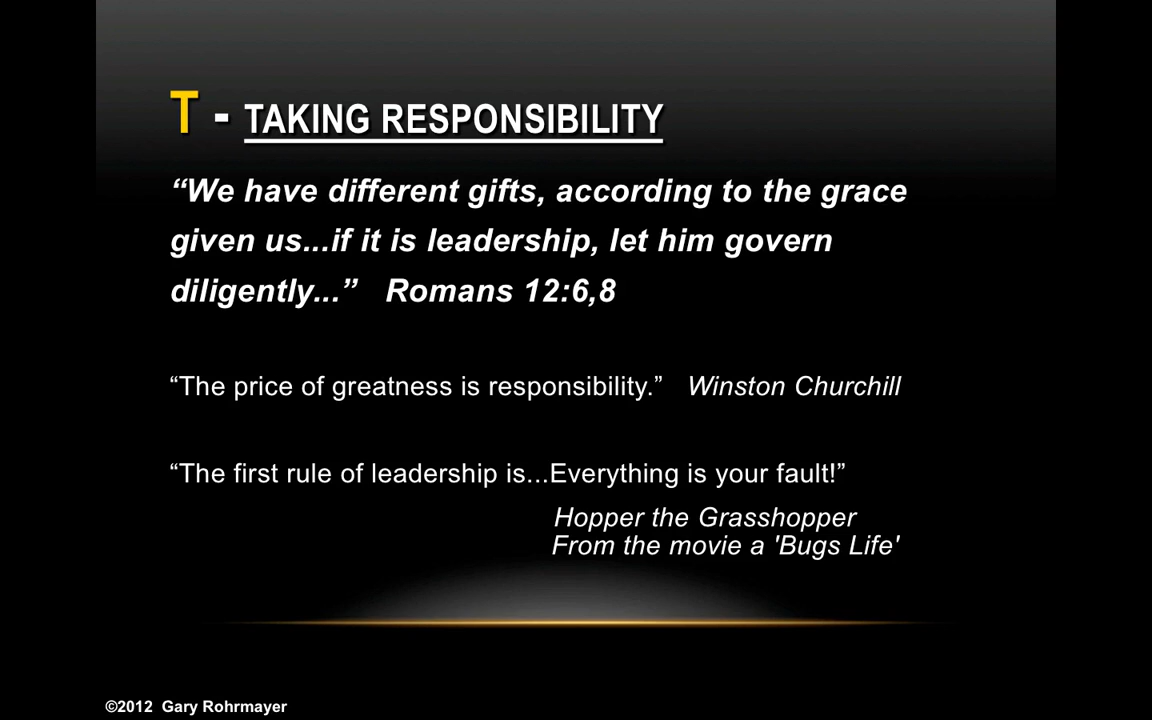 T - TAKING RESPONSIBILITY
“We have different gifts, according to the grace
given us...if it is leadership, let him govern
diligently...” Romans 12:6,8
“The price of greatness is responsibility.” Winston Churchill
“The first rule of leadership is...Everything is your fault!”
Hopper the Grasshopper
From the movie a 'Bugs Life'
©2012 Gary Rohrmayer